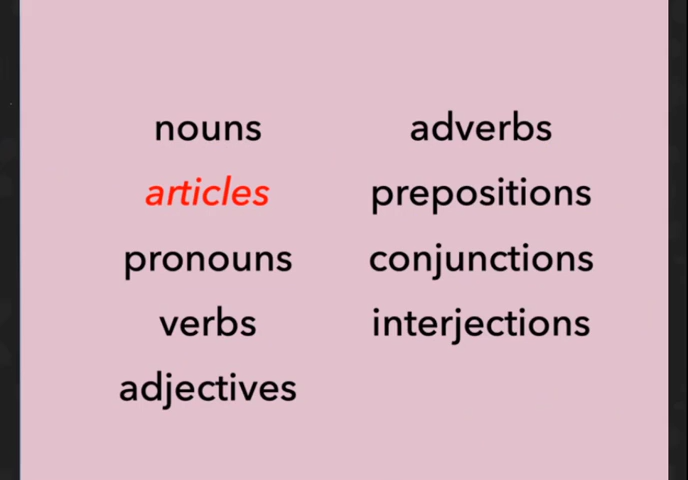 nouns
articles
pronouns
verbs
adjectives
adverbs
prepositions
conjunctions
interjections